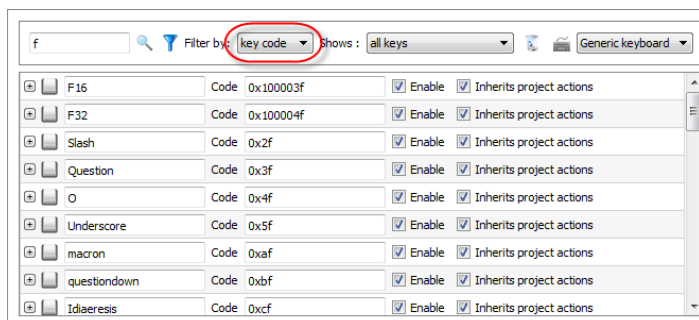 f Filter by: key code Shows : all keys Generic keyboard
F16 Code 0x100003f Enable Inherits project actions
F32 Code 0x100004f Enable Inherits project actions
Slash Code 0x2f Enable Inherits project actions
Question Code 0x3f Enable Inherits project actions
O Code 0x4f Enable Inherits project actions
Underscore Code 0x5f Enable Inherits project actions
macron Code 0xaf Enable Inherits project actions
questiondown Code 0xbf Enable Inherits project actions
Idiaeresis Code 0xcf Enable Inherits project actions